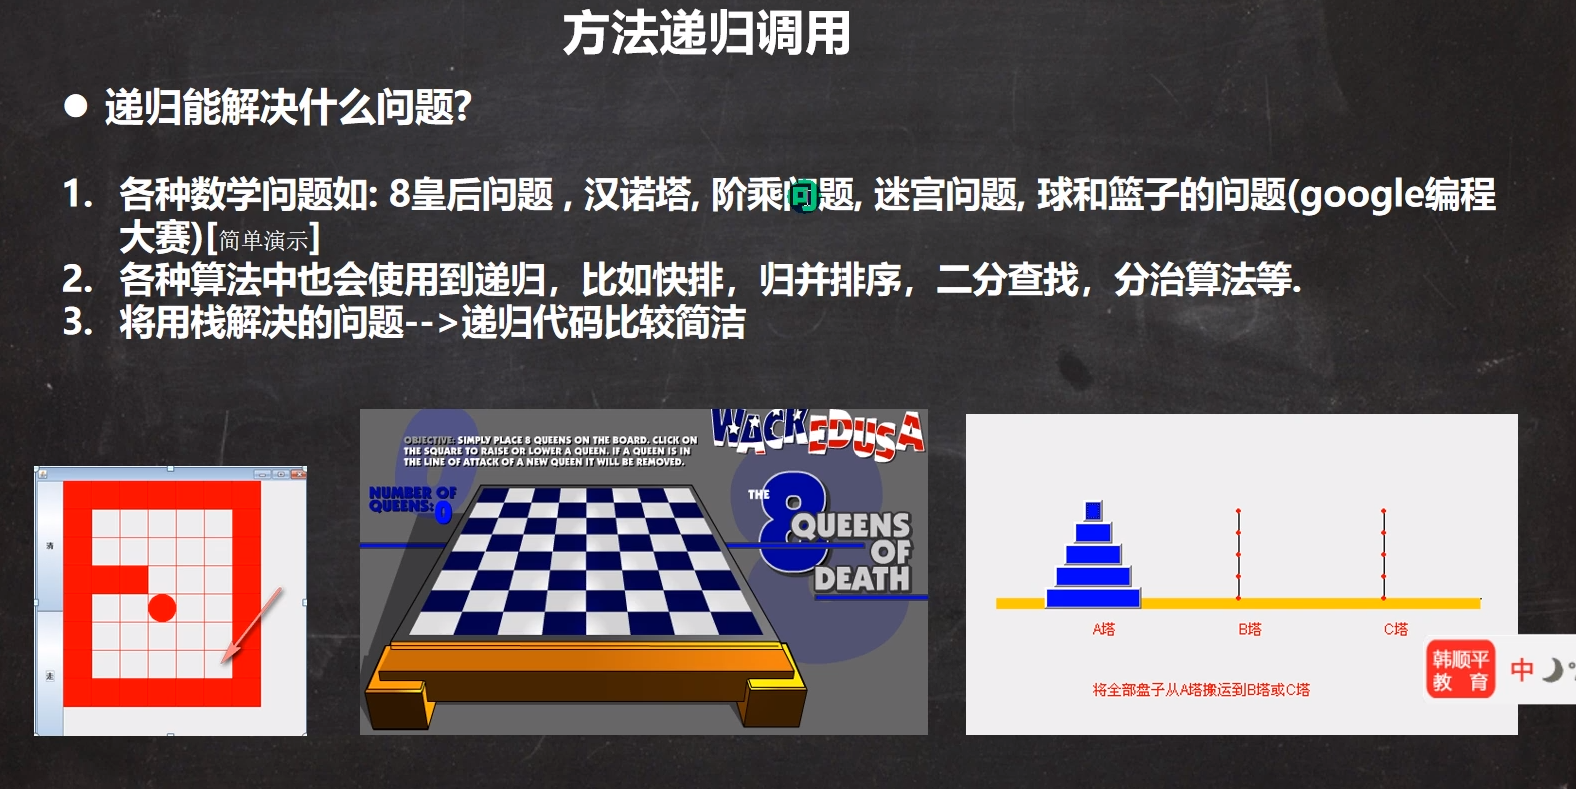 方法递归调用
● 递归能解决什么问题?
1. 各种数学问题如: 8皇后问题 , 汉诺塔, 阶乘问题, 迷宫问题, 球和篮子的问题(google编程
大赛)[简单演示]
2. 各种算法中也会使用到递归，比如快排，归并排序，二分查找，分治算法等.
3. 将用栈解决的问题-->递归代码比较简洁
清
走
OBJECTIVE: SIMPLY PLACE 8 QUEENS ON THE BOARD. CLICK ON
THE SQUARE TO RAISE OR LOWER A QUEEN. IF A QUEEN IS IN
THE LINE OF ATTACK OF A NEW QUEEN IT WILL BE REMOVED.
WACKEDUSA
NUMBER OF
QUEENS: 0
THE 8
QUEENS
OF
DEATH
A塔 B塔 C塔
将全部盘子从A塔搬运到B塔或C塔
韩顺平
教 育
中